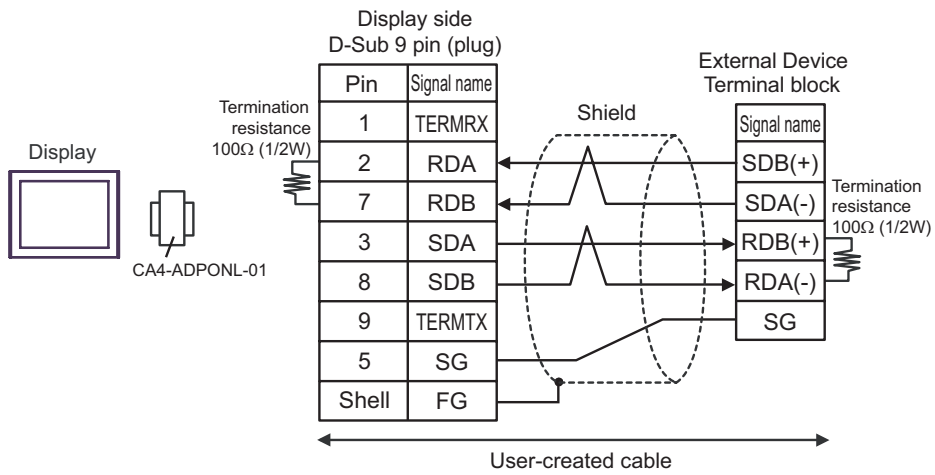 Display side
D-Sub 9 pin (plug)
External Device
Terminal block
Pin Signal name
Termination
resistance
100Ω (1/2W)
Shield
Signal name
1 TERMRX
Display
2 RDA
SDB(+)
7 RDB
SDA(-)
Termination
resistance
100Ω (1/2W)
3 SDA
RDB(+)
CA4-ADPONL-01
8 SDB
RDA(-)
9 TERMTX
SG
5 SG
Shell FG
User-created cable